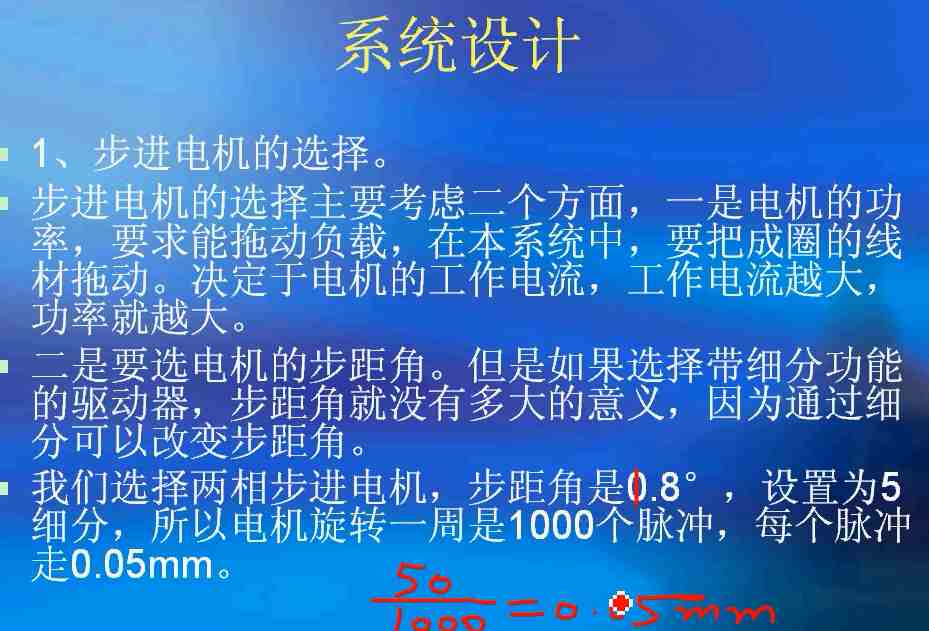 系统设计
1、步进电机的选择。
步进电机的选择主要考虑二个方面，一是电机的功
率，要求能拖动负载，在本系统中，要把成圈的线
材拖动。决定于电机的工作电流，工作电流越大，
功率就越大。
二是要选电机的步距角。但是如果选择带细分功能
的驱动器，步距角就没有多大的意义，因为通过细
分可以改变步距角。
我们选择两相步进电机，步距角是0.8°，设置为5
细分，所以电机旋转一周是1000个脉冲，每个脉冲
走0.05mm。
50
1000 = 0.05mm